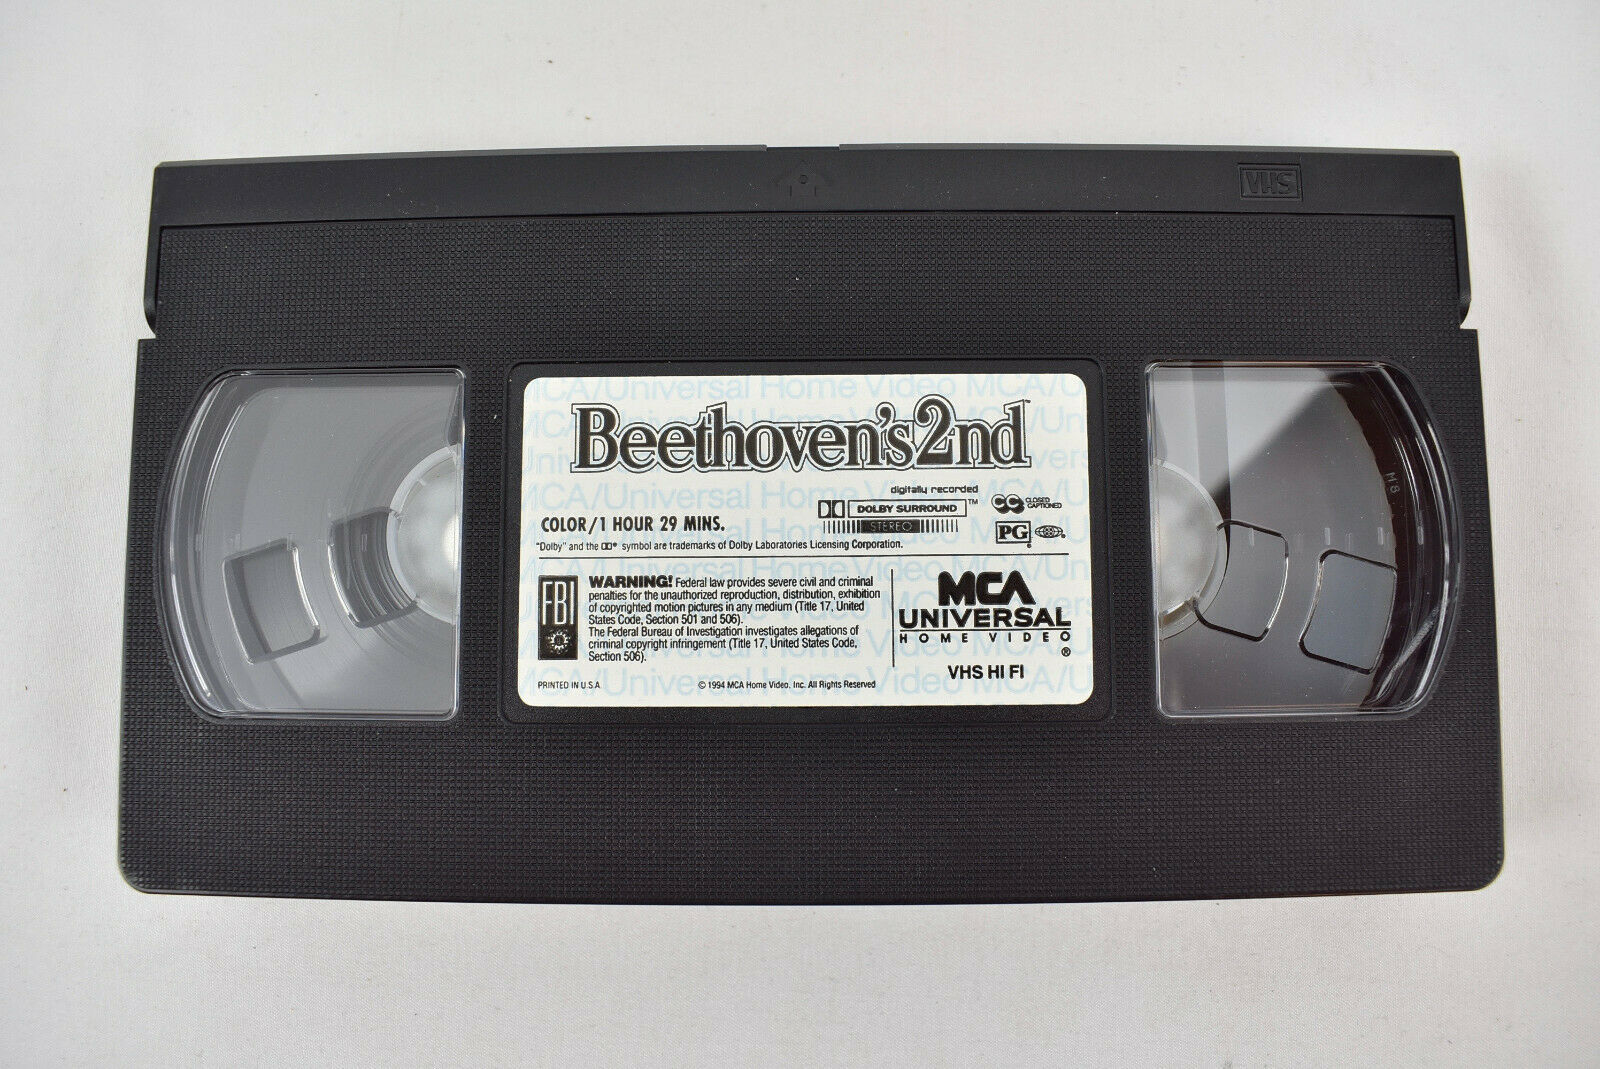 VHS
Beethoven's 2nd™
digitally recorded
COLOR/1 HOUR 29 MINS.
DOLBY SURROUND™
STEREO
CC CLOSED CAPTIONED
PG®
"Dolby" and the DD® symbol are trademarks of Dolby Laboratories Licensing Corporation.
FBI
WARNING! Federal law provides severe civil and criminal
penalties for the unauthorized reproduction, distribution, exhibition
of copyrighted motion pictures in any medium (Title 17, United
States Code, Section 501 and 506).
The Federal Bureau of Investigation investigates allegations of
criminal copyright infringement (Title 17, United States Code,
Section 506).
MCA
UNIVERSAL
HOME VIDEO
®
VHS HI FI
PRINTED IN U.S.A.
© 1994 MCA Home Video, Inc. All Rights Reserved
M8